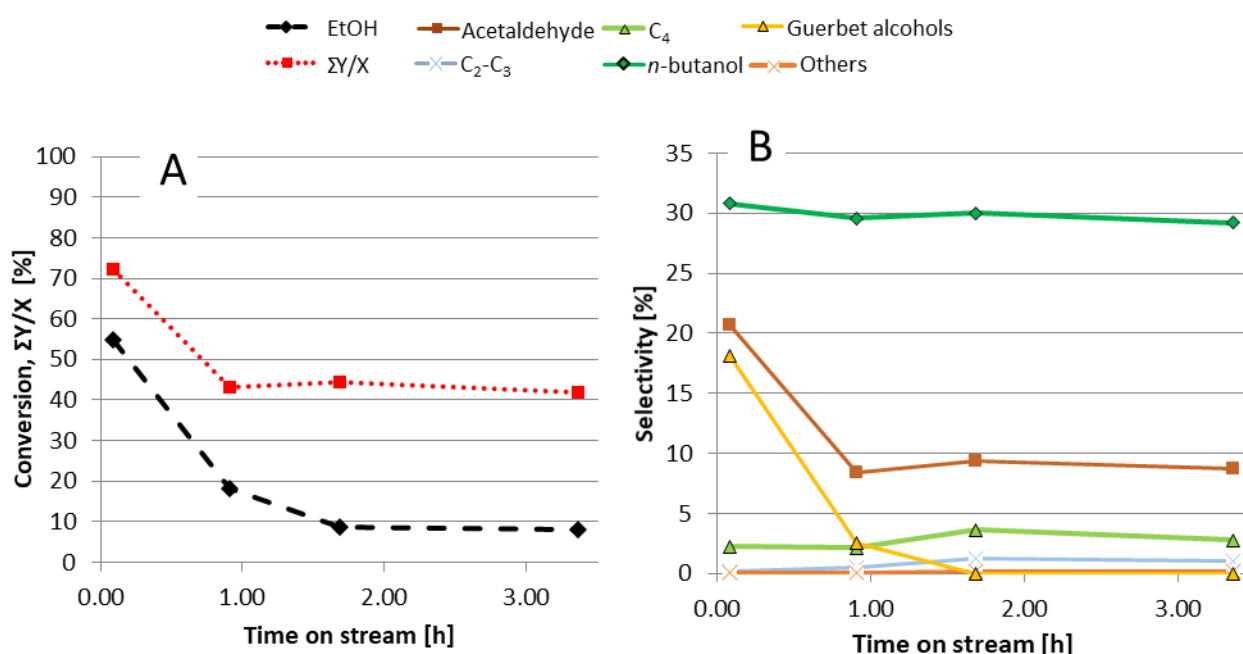 EtOH Acetaldehyde C₄ Guerbet alcohols
ΣY/X C₂-C₃ n-butanol Others
A
Conversion, ΣY/X [%]
100
90
80
70
60
50
40
30
20
10
0
0.00 1.00 2.00 3.00
Time on stream [h]
B
Selectivity [%]
35
30
25
20
15
10
5
0
0.00 1.00 2.00 3.00
Time on stream [h]